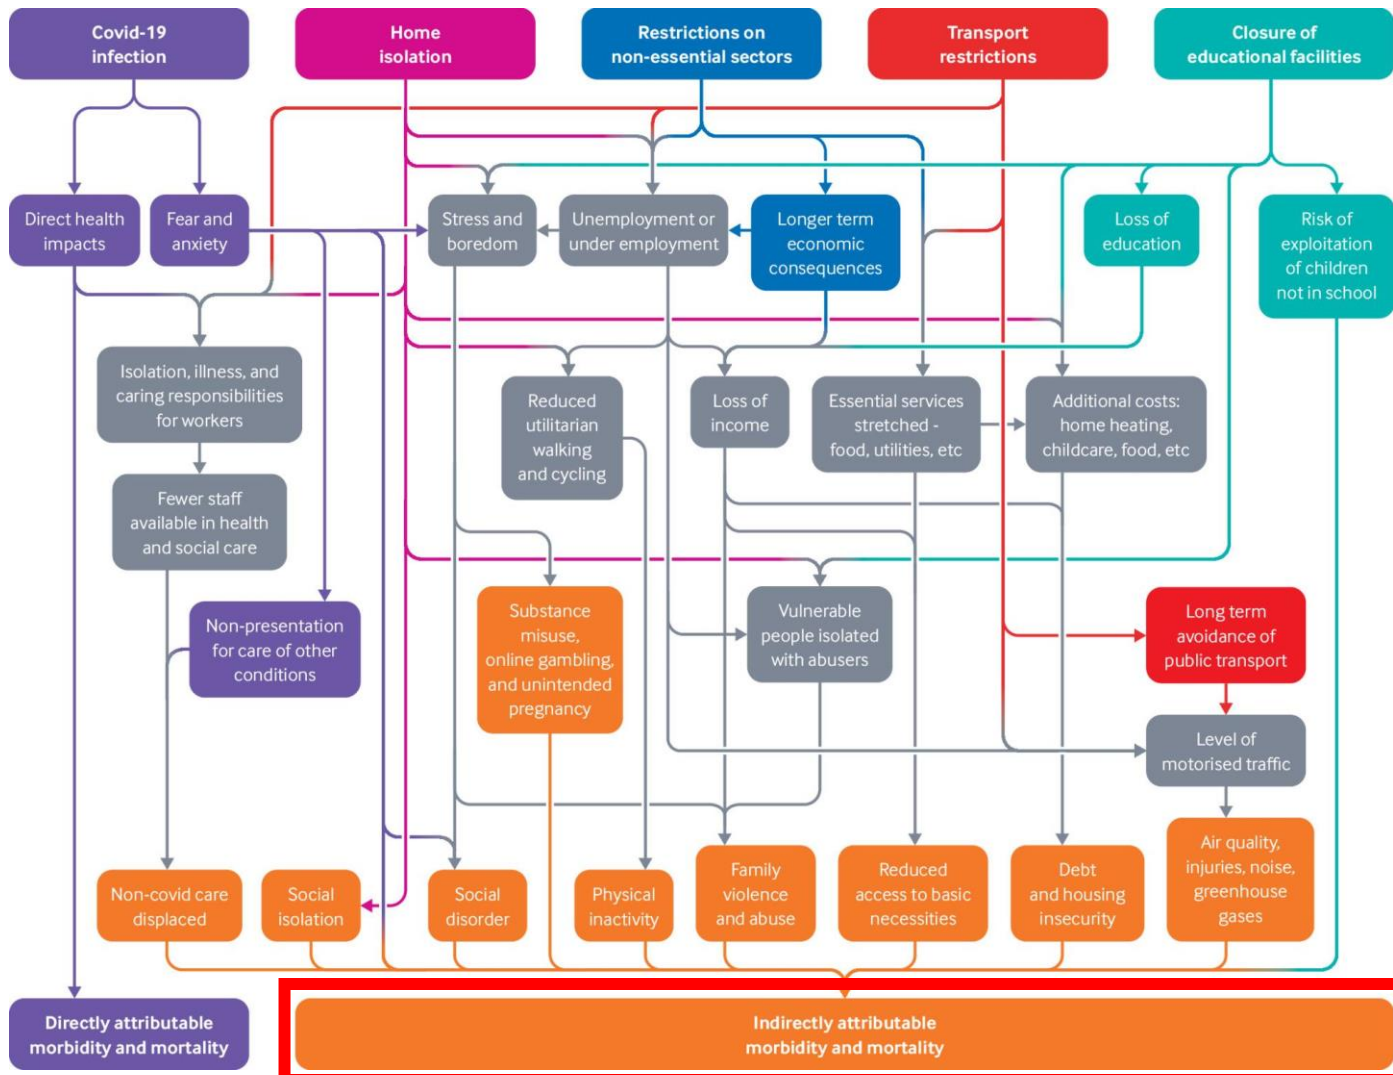 Covid-19
infection
Home
isolation
Restrictions on
non-essential sectors
Transport
restrictions
Closure of
educational facilities
Direct health
impacts
Fear and
anxiety
Stress and
boredom
Unemployment or
under employment
Longer term
economic
consequences
Loss of
education
Risk of
exploitation
of children
not in school
Isolation, illness, and
caring responsibilities
for workers
Reduced
utilitarian
walking
and cycling
Loss of
income
Essential services
stretched -
food, utilities, etc
Additional costs:
home heating,
childcare, food, etc
Fewer staff
available in health
and social care
Non-presentation
for care of other
conditions
Substance
misuse,
online gambling,
and unintended
pregnancy
Vulnerable
people isolated
with abusers
Long term
avoidance of
public transport
Level of
motorised traffic
Non-covid care
displaced
Social
isolation
Social
disorder
Physical
inactivity
Family
violence
and abuse
Reduced
access to basic
necessities
Debt
and housing
insecurity
Air quality,
injuries, noise,
greenhouse
gases
Directly attributable
morbidity and mortality
Indirectly attributable
morbidity and mortality